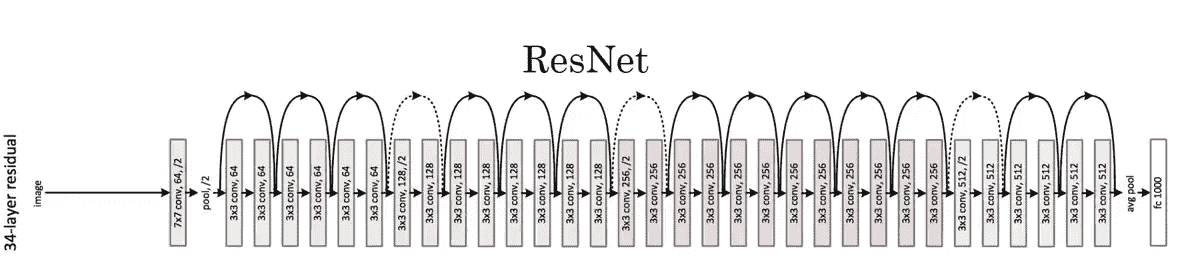 ResNet
34-layer residual
image
7x7 conv, 64, /2
pool, /2
3x3 conv, 64
3x3 conv, 64
3x3 conv, 64
3x3 conv, 64
3x3 conv, 64
3x3 conv, 64
3x3 conv, 128, /2
3x3 conv, 128
3x3 conv, 128
3x3 conv, 128
3x3 conv, 128
3x3 conv, 128
3x3 conv, 128
3x3 conv, 128
3x3 conv, 256, /2
3x3 conv, 256
3x3 conv, 256
3x3 conv, 256
3x3 conv, 256
3x3 conv, 256
3x3 conv, 256
3x3 conv, 256
3x3 conv, 256
3x3 conv, 256
3x3 conv, 256
3x3 conv, 256
3x3 conv, 512, /2
3x3 conv, 512
3x3 conv, 512
3x3 conv, 512
3x3 conv, 512
3x3 conv, 512
avg pool
fc 1000